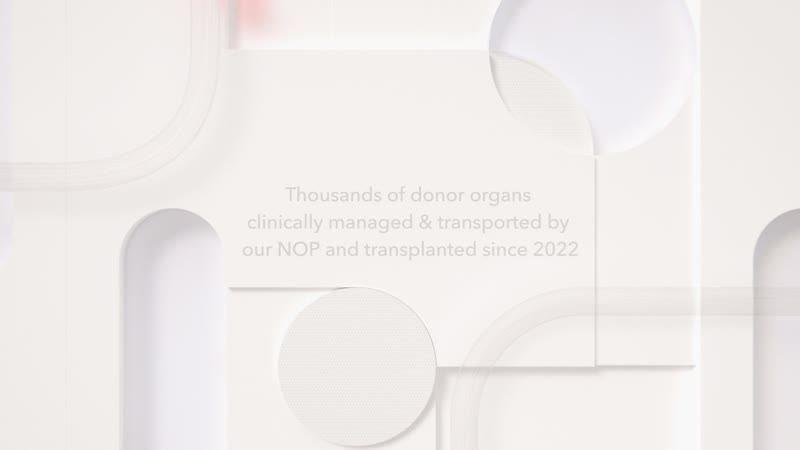 Thousands of donor organs
clinically managed & transported by
our NOP and transplanted since 2022